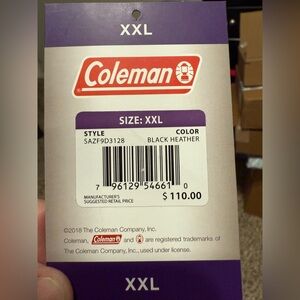 XXL
Coleman
SIZE: XXL
STYLE COLOR
SAZF9D3128 BLACK HEATHER
7 96129 54661 0
MANUFACTURER'S
SUGGESTED RETAIL PRICE $ 110.00
©2018 The Coleman Company, Inc.
Coleman, Coleman and are registered trademarks of
The Coleman Company, Inc., used under license.
XXL